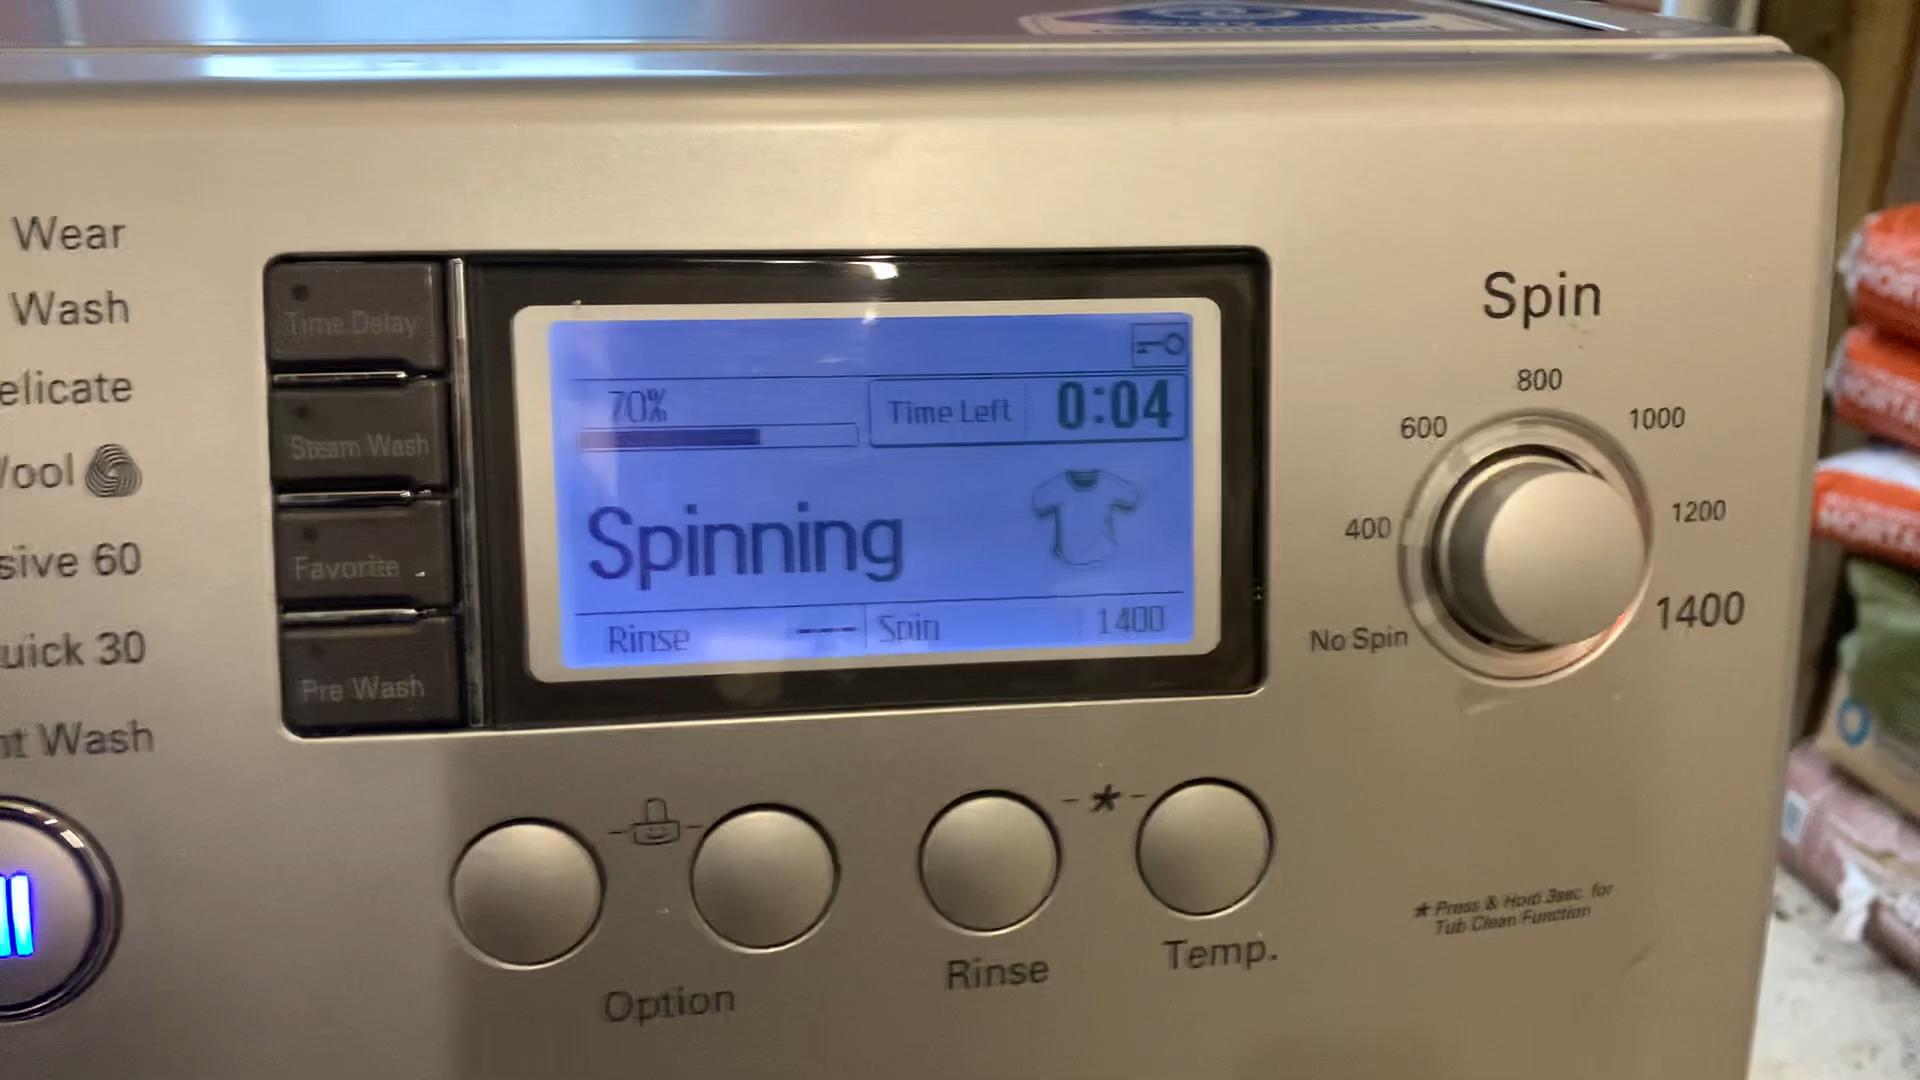 Wear
Wash
elicate
Wool
sive 60
uick 30
nt Wash
Time Delay
Steam Wash
Favorite
Pre Wash
70%
Time Left 0:04
Spinning
Rinse --- Spin 1400
Spin
800
600 1000
400 1200
No Spin 1400
Option
Rinse
Temp.
* Press & Hold 3sec. for
Tub Clean Function